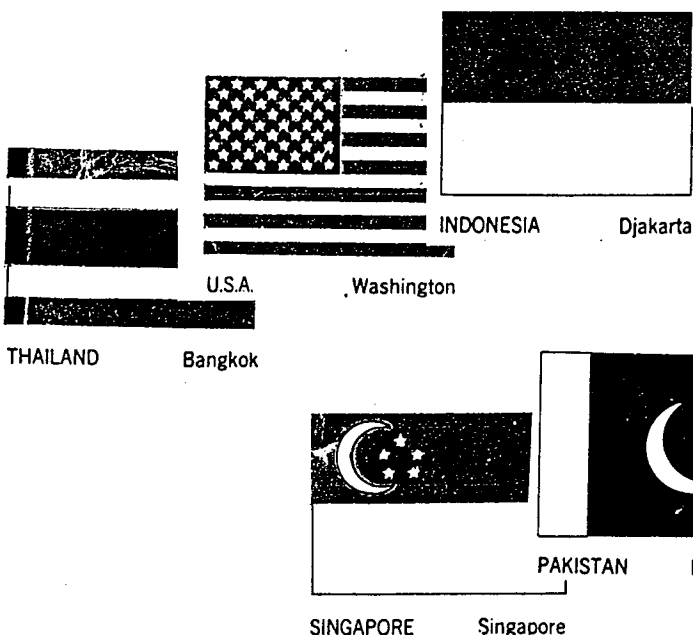 INDONESIA Djakarta
U.S.A. Washington
THAILAND Bangkok
PAKISTAN
SINGAPORE Singapore